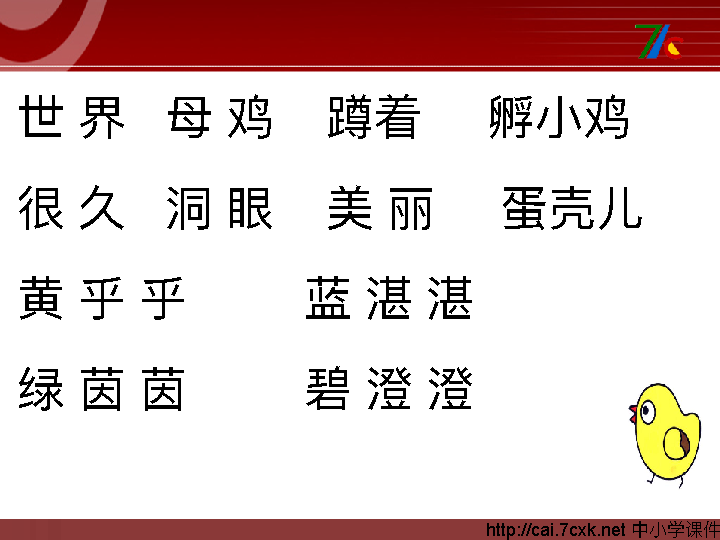 世界 母鸡 蹲着 孵小鸡
很久 洞眼 美丽 蛋壳儿
黄乎乎 蓝湛湛
绿茵茵 碧澄澄
http://cai.7cxk.net 中小学课件